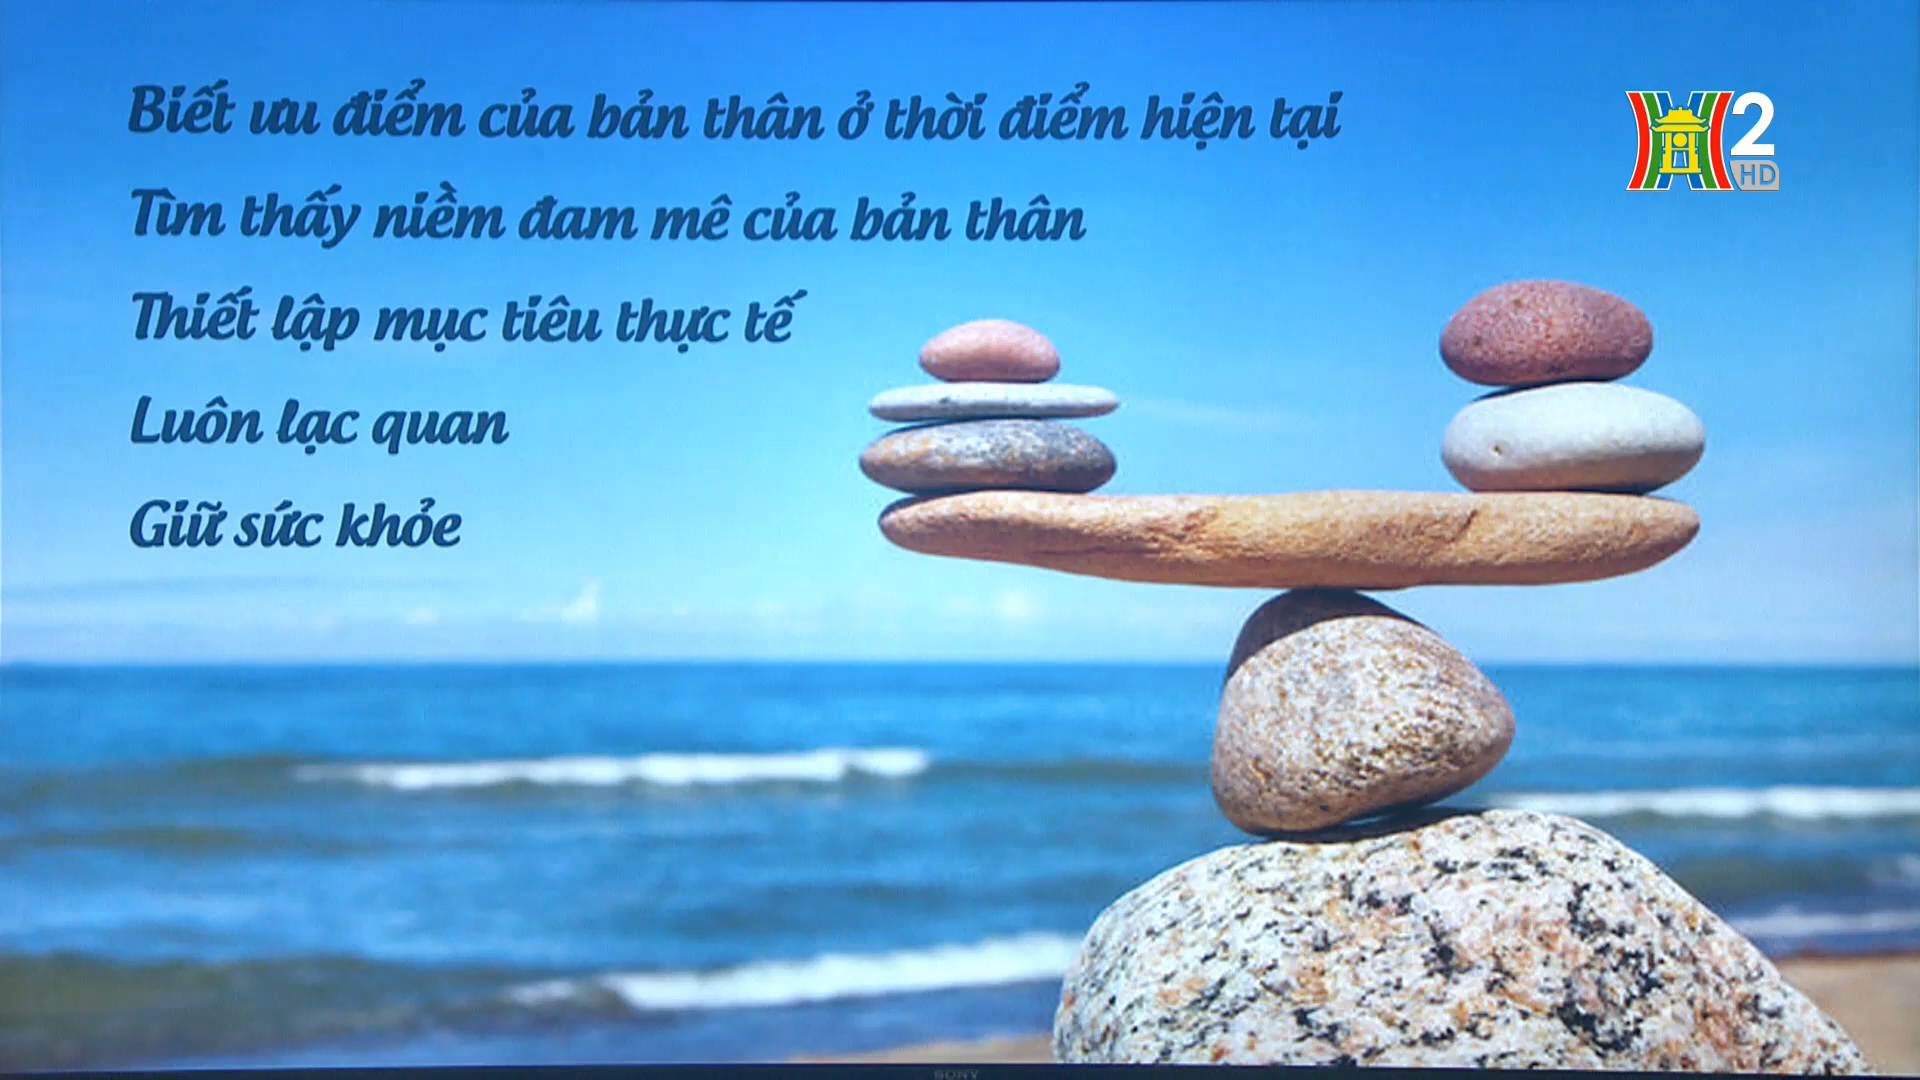 Biết ưu điểm của bản thân ở thời điểm hiện tại
Tìm thấy niềm đam mê của bản thân
Thiết lập mục tiêu thực tế
Luôn lạc quan
Giữ sức khỏe
2
HD
SONY